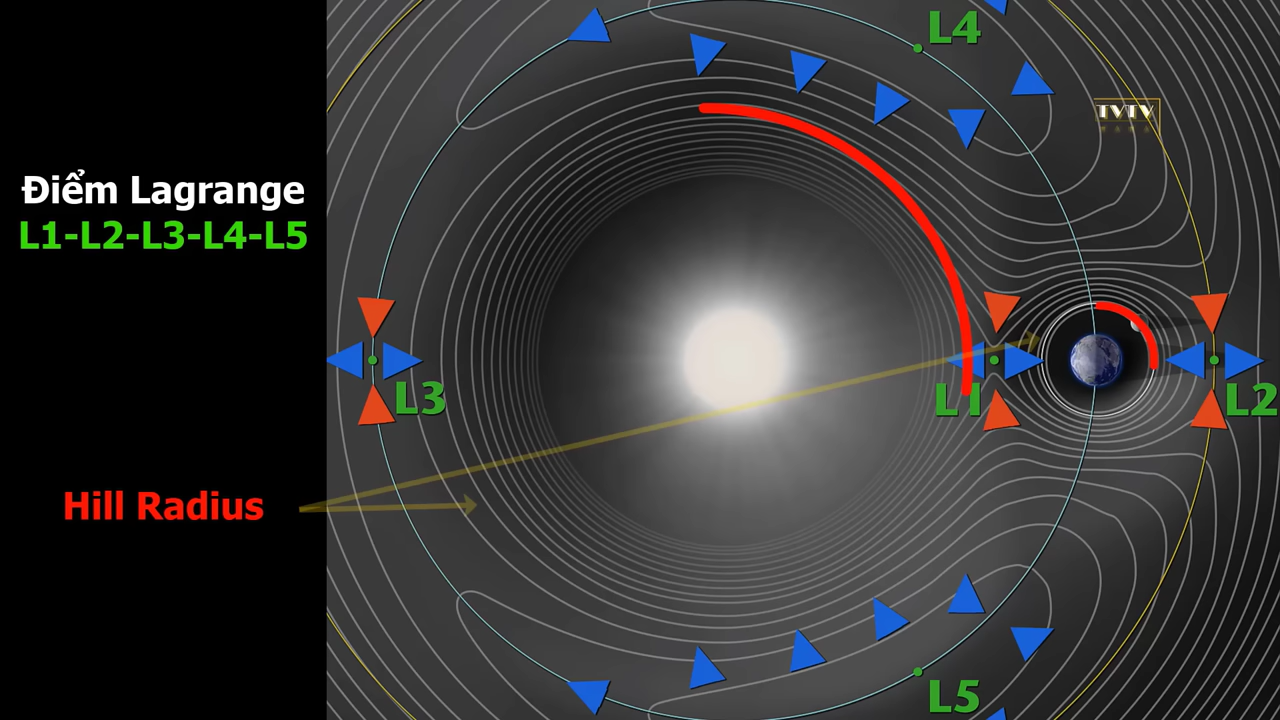 Điểm Lagrange
L1-L2-L3-L4-L5
Hill Radius
L4
TVTV
L3
L1
L2
L5